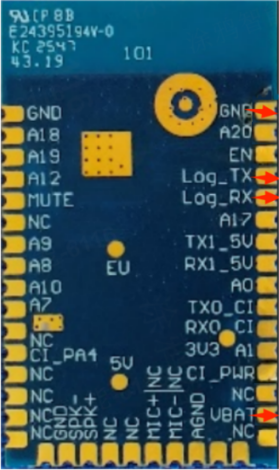 CP 8B
E24395194V-0
KC 2547
43.19
101
GND
A18
A19
A12
MUTE
NC
A9
A8
A10
A7
NC
CI_PA4
NC
NC
NC
GND
SPK-
SPK+
NC
NC
MIC+
MIC-
AGND
NC
NC
EU
5V
GND
A20
EN
Log_TX
Log_RX
A17
TX1_5V
RX1_5V
A0
TX0_CI
RX0_CI
3V3
A1
CI_PWR
NC
VBAT
NC